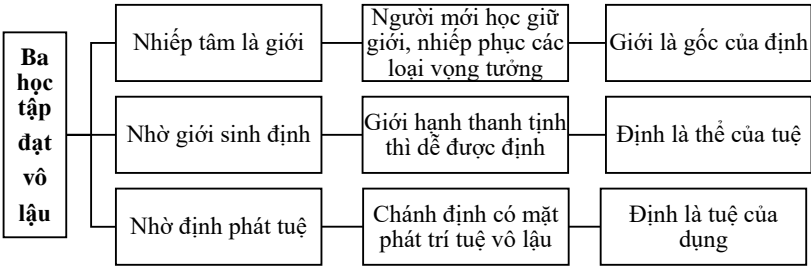 Ba
học
tập
đạt
vô
lậu
Nhiếp tâm là giới
Người mới học giữ
giới, nhiếp phục các
loại vọng tưởng
Giới là gốc của định
Nhờ giới sinh định
Giới hạnh thanh tịnh
thì dễ được định
Định là thể của tuệ
Nhờ định phát tuệ
Chánh định có mặt
phát trí tuệ vô lậu
Định là tuệ của
dụng